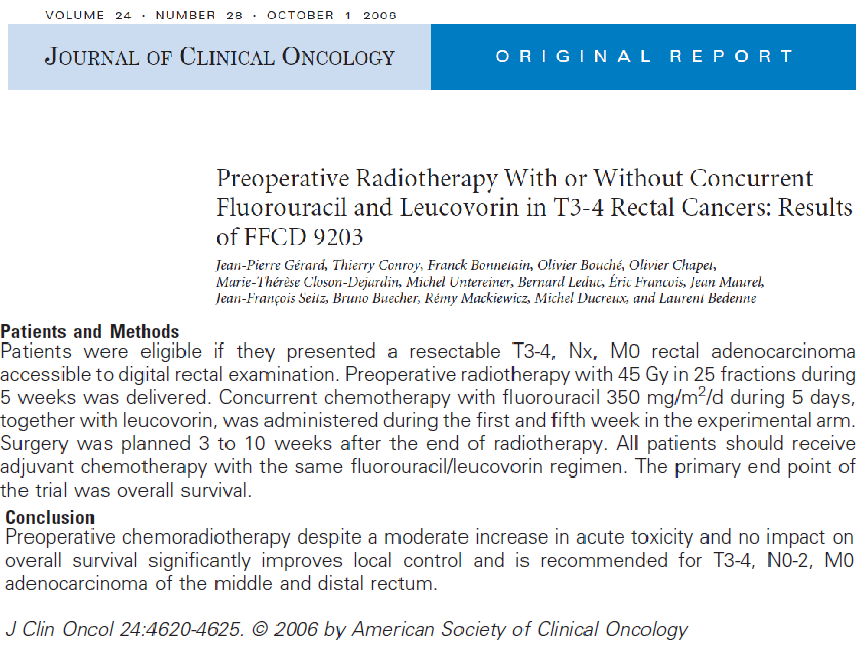 VOLUME 24 · NUMBER 28 · OCTOBER 1 2006
JOURNAL OF CLINICAL ONCOLOGY
ORIGINAL REPORT
Preoperative Radiotherapy With or Without Concurrent
Fluorouracil and Leucovorin in T3-4 Rectal Cancers: Results
of FFCD 9203
Jean-Pierre Gérard, Thierry Conroy, Franck Bonnetain, Olivier Bouché, Olivier Chapet,
Marie-Thérèse Closon-Dejardin, Michel Untereiner, Bernard Leduc, Éric Francois, Jean Maurel,
Jean-François Seitz, Bruno Buecher, Rémy Mackiewicz, Michel Ducreux, and Laurent Bedenne
Patients and Methods
Patients were eligible if they presented a resectable T3-4, Nx, M0 rectal adenocarcinoma
accessible to digital rectal examination. Preoperative radiotherapy with 45 Gy in 25 fractions during
5 weeks was delivered. Concurrent chemotherapy with fluorouracil 350 mg/m²/d during 5 days,
together with leucovorin, was administered during the first and fifth week in the experimental arm.
Surgery was planned 3 to 10 weeks after the end of radiotherapy. All patients should receive
adjuvant chemotherapy with the same fluorouracil/leucovorin regimen. The primary end point of
the trial was overall survival.
Conclusion
Preoperative chemoradiotherapy despite a moderate increase in acute toxicity and no impact on
overall survival significantly improves local control and is recommended for T3-4, N0-2, M0
adenocarcinoma of the middle and distal rectum.
J Clin Oncol 24:4620-4625. © 2006 by American Society of Clinical Oncology